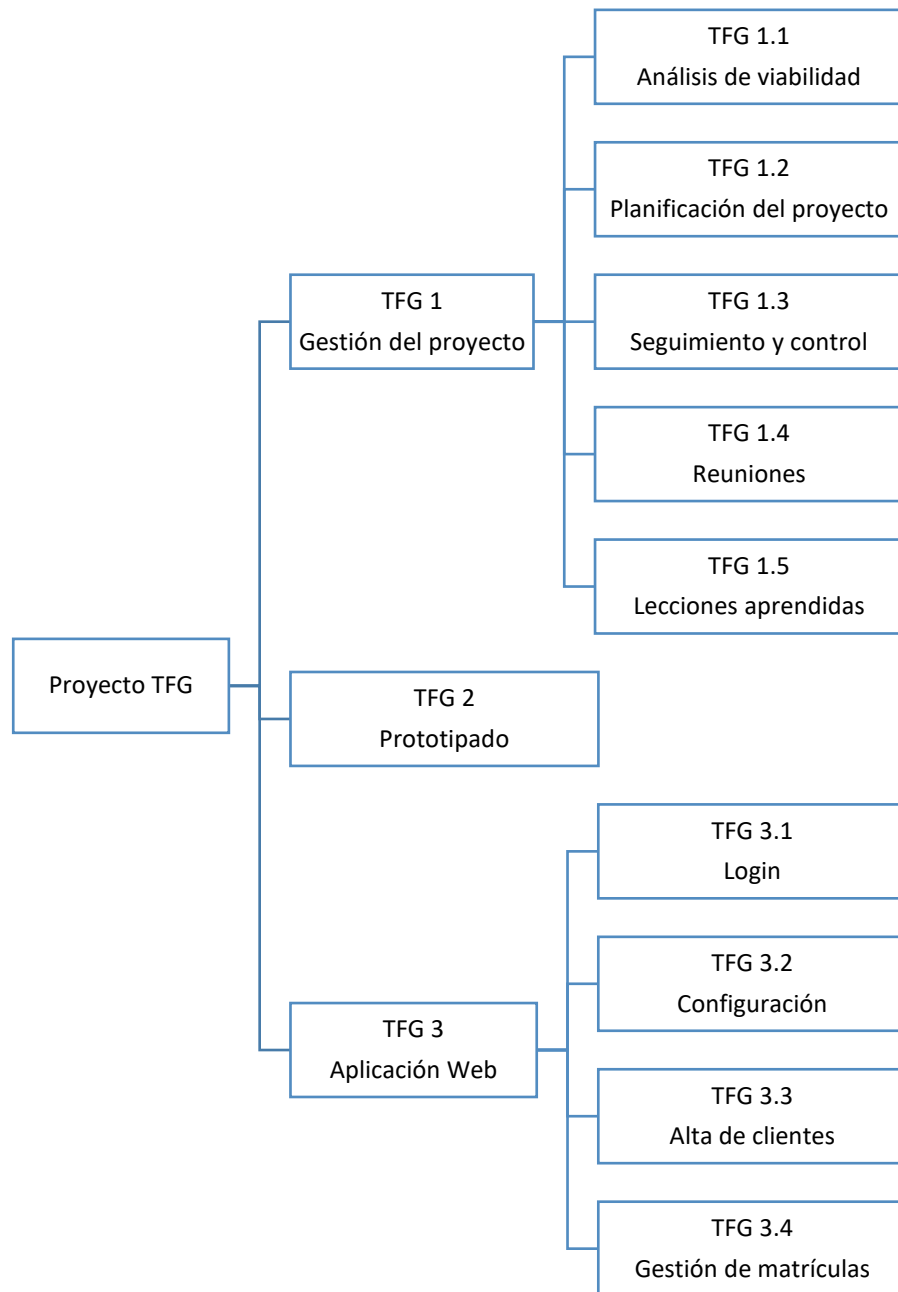 Proyecto TFG
TFG 1
Gestión del proyecto
TFG 1.1
Análisis de viabilidad
TFG 1.2
Planificación del proyecto
TFG 1.3
Seguimiento y control
TFG 1.4
Reuniones
TFG 1.5
Lecciones aprendidas
TFG 2
Prototipado
TFG 3
Aplicación Web
TFG 3.1
Login
TFG 3.2
Configuración
TFG 3.3
Alta de clientes
TFG 3.4
Gestión de matrículas